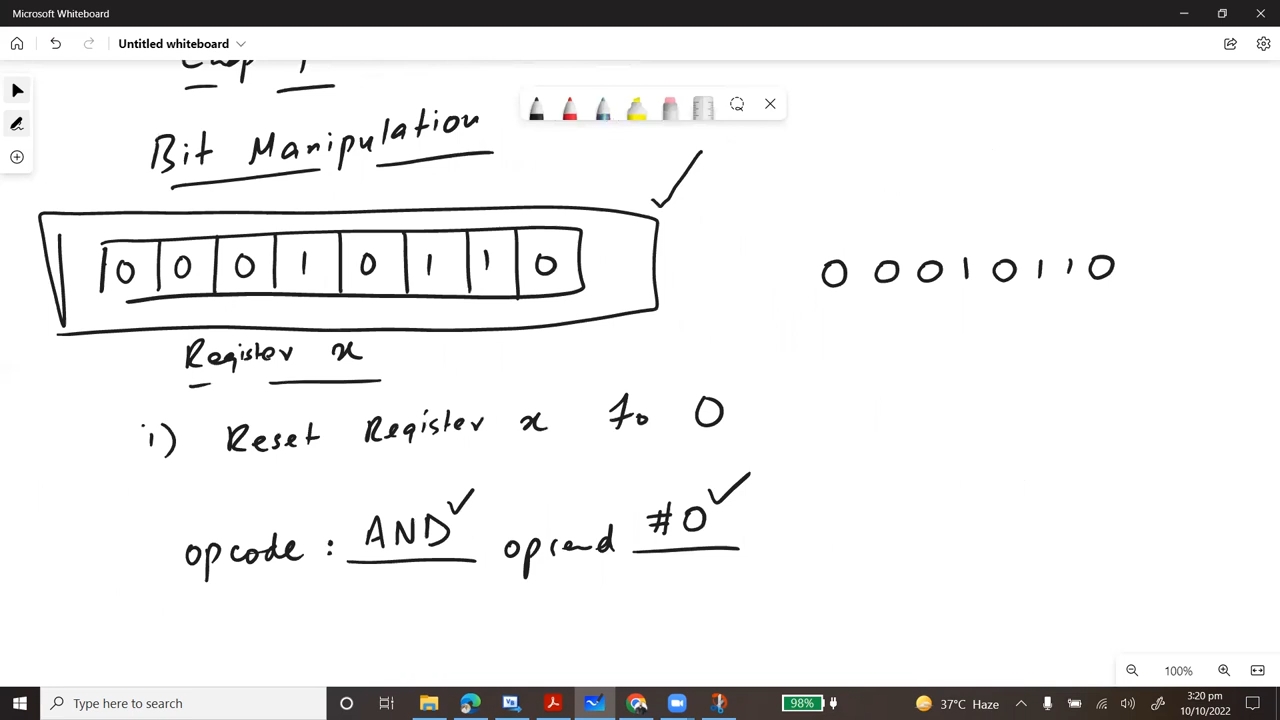 Microsoft Whiteboard
Untitled whiteboard
Bit Manipulation
0 0 0 1 0 1 1 0
0 0 0 1 0 1 1 0
Register x
i) Reset Register x to 0
opcode : AND operand #0
100%
Type here to search
98%
37°C Haze
3:20 pm
10/10/2022